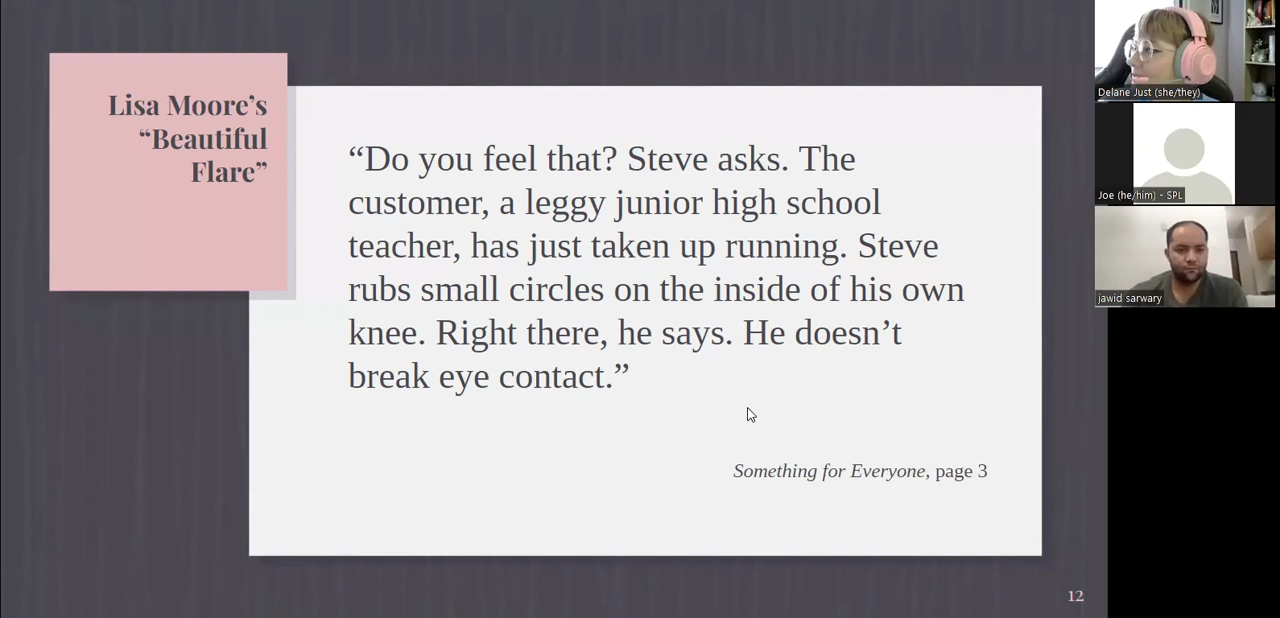 Lisa Moore’s
“Beautiful
Flare”
“Do you feel that? Steve asks. The
customer, a leggy junior high school
teacher, has just taken up running. Steve
rubs small circles on the inside of his own
knee. Right there, he says. He doesn’t
break eye contact.”
Something for Everyone, page 3
12
Delane Just (she/they)
Joe (he/him) - SPL
jawid sarwary